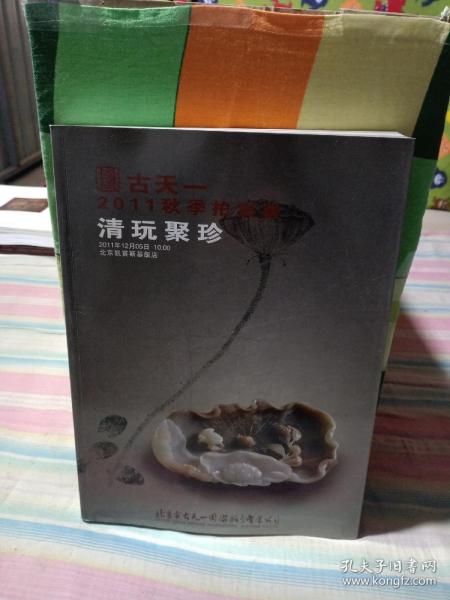 古天一
2011秋季拍卖会
清玩聚珍
2011年12月05日 10:00
北京凯宾斯基饭店
北京市古天一国际拍卖有限公司
孔夫子旧书网
www.kongfz.com